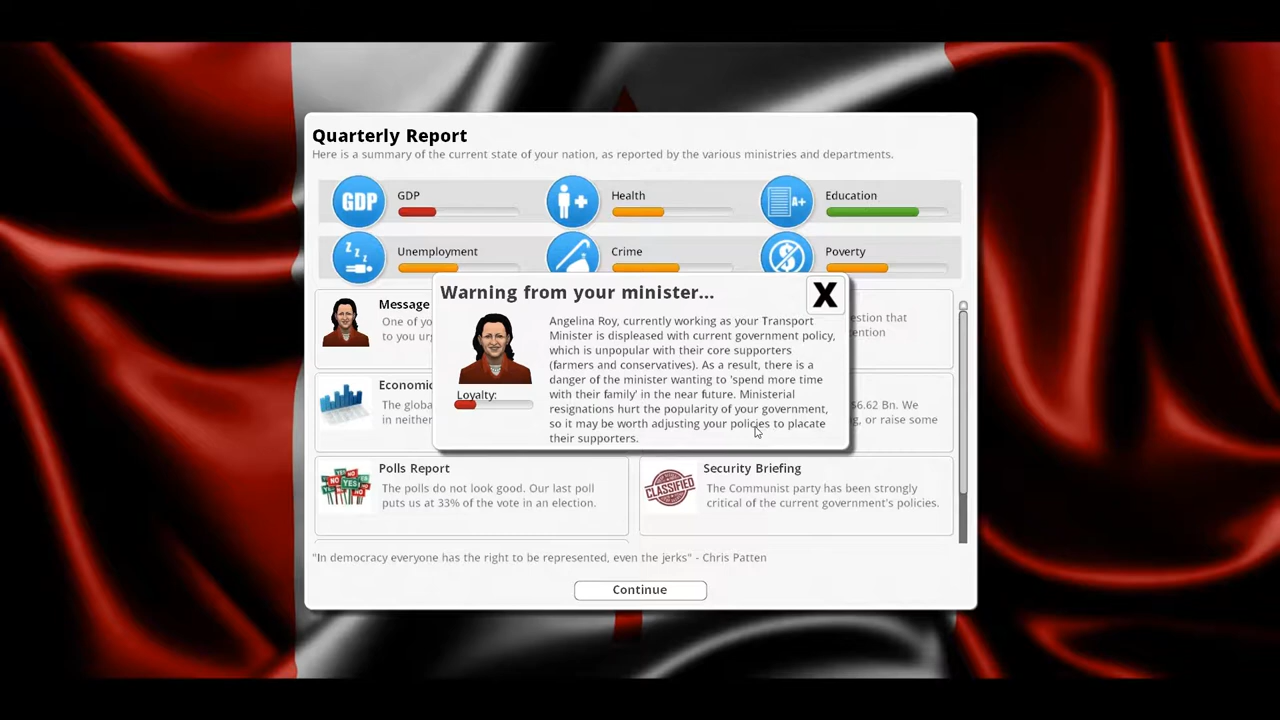 Quarterly Report
Here is a summary of the current state of your nation, as reported by the various ministries and departments.
GDP
GDP
Health
A+
Education
Z Z Z
Unemployment
Crime
Poverty
Warning from your minister...
X
Angelina Roy, currently working as your Transport
Minister is displeased with current government policy,
which is unpopular with their core supporters
(farmers and conservatives). As a result, there is a
danger of the minister wanting to 'spend more time
with their family' in the near future. Ministerial
resignations hurt the popularity of your government,
so it may be worth adjusting your policies to placate
their supporters.
Loyalty:
Message
One of yo
to you ur
estion that
ention
Economic
The globa
in neither
$6.62 Bn. We
g, or raise some
Polls Report
The polls do not look good. Our last poll
puts us at 33% of the vote in an election.
NO YES NO
CLASSIFIED
Security Briefing
The Communist party has been strongly
critical of the current government's policies.
"In democracy everyone has the right to be represented, even the jerks" - Chris Patten
Continue